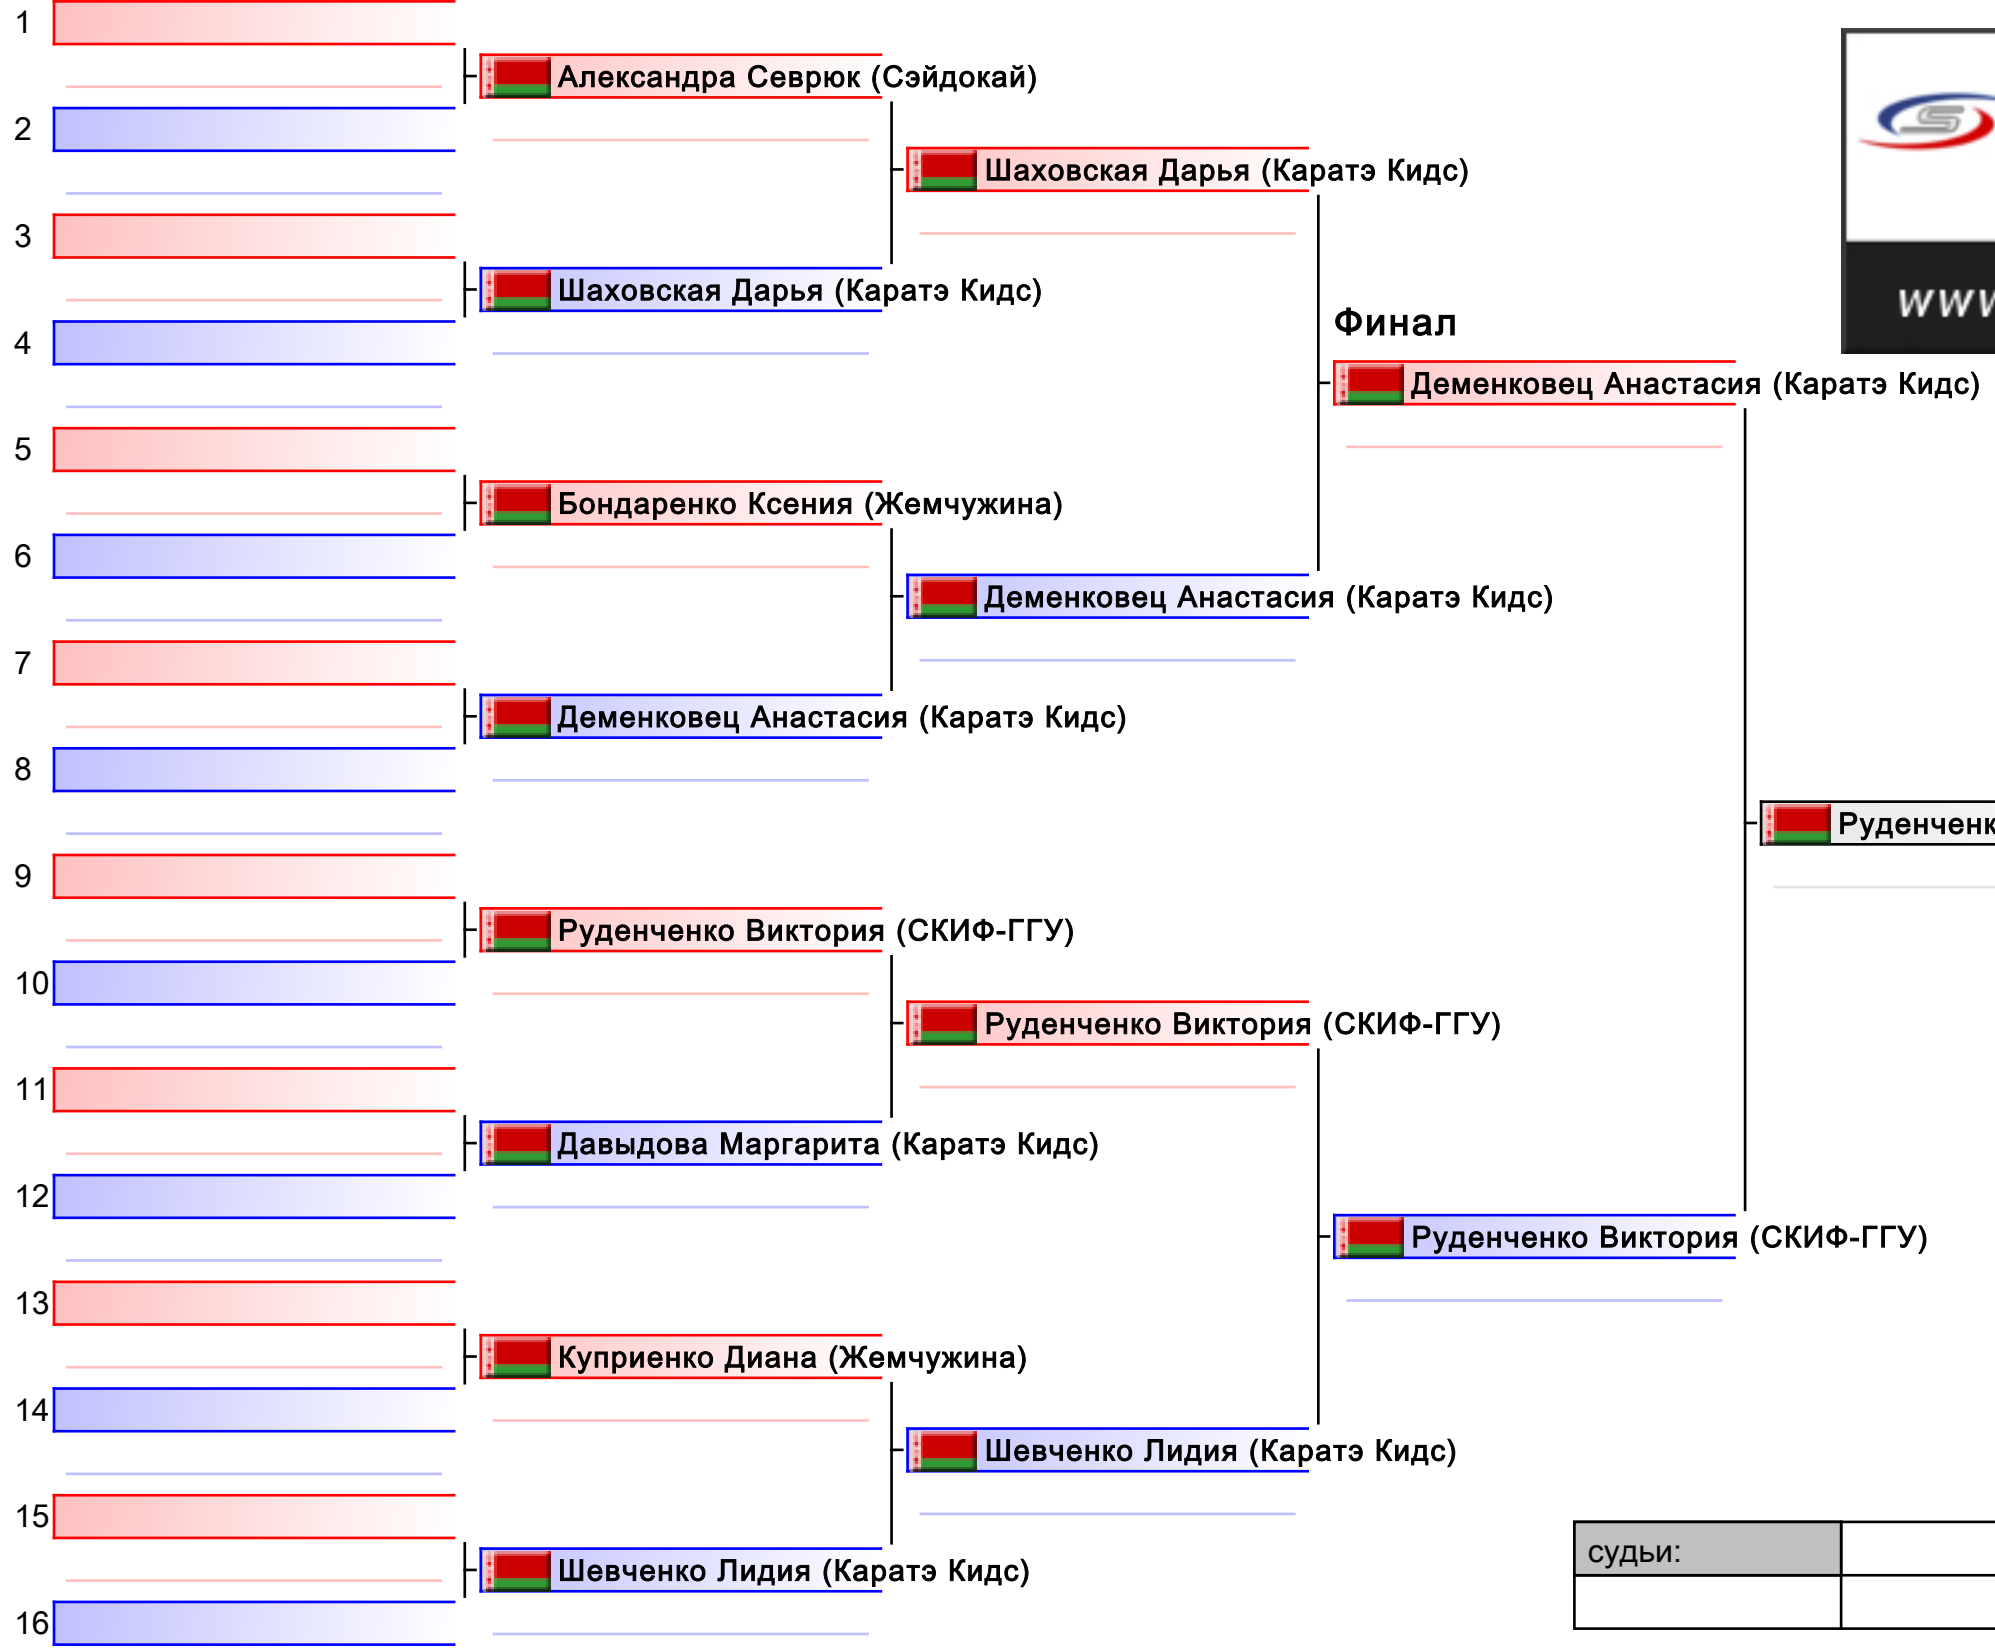 1
Александра Севрюк (Сэйдокай)
2
Шаховская Дарья (Каратэ Кидс)
3
Шаховская Дарья (Каратэ Кидс)
4
Финал
Деменковец Анастасия (Каратэ Кидс)
5
Бондаренко Ксения (Жемчужина)
6
Деменковец Анастасия (Каратэ Кидс)
7
Деменковец Анастасия (Каратэ Кидс)
8
Руденченк
9
Руденченко Виктория (СКИФ-ГГУ)
10
Руденченко Виктория (СКИФ-ГГУ)
11
Давыдова Маргарита (Каратэ Кидс)
12
Руденченко Виктория (СКИФ-ГГУ)
13
Куприенко Диана (Жемчужина)
14
Шевченко Лидия (Каратэ Кидс)
15
судьи:
Шевченко Лидия (Каратэ Кидс)
16